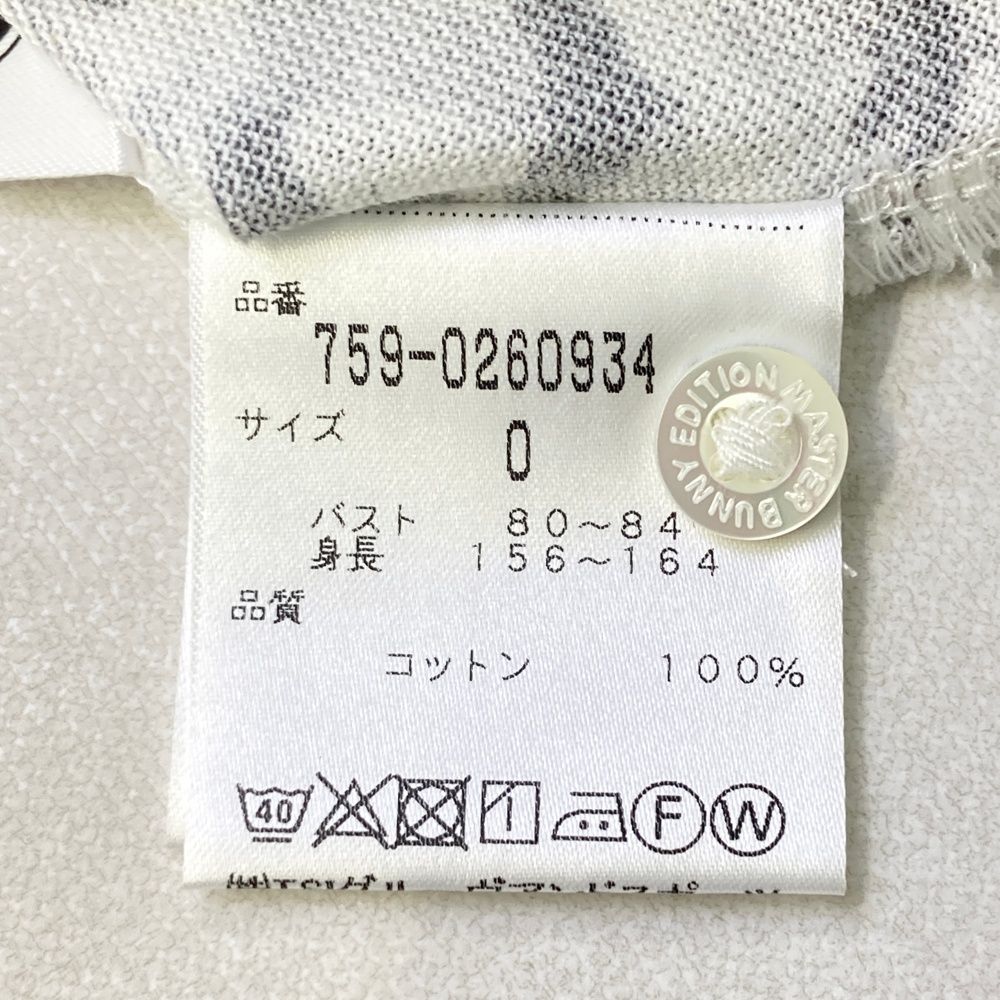 品番
759-0260934
サイズ
0
バスト 80～84
身長 156～164
品質
コットン 100%
40
F W
MASTER BUNNY EDITION